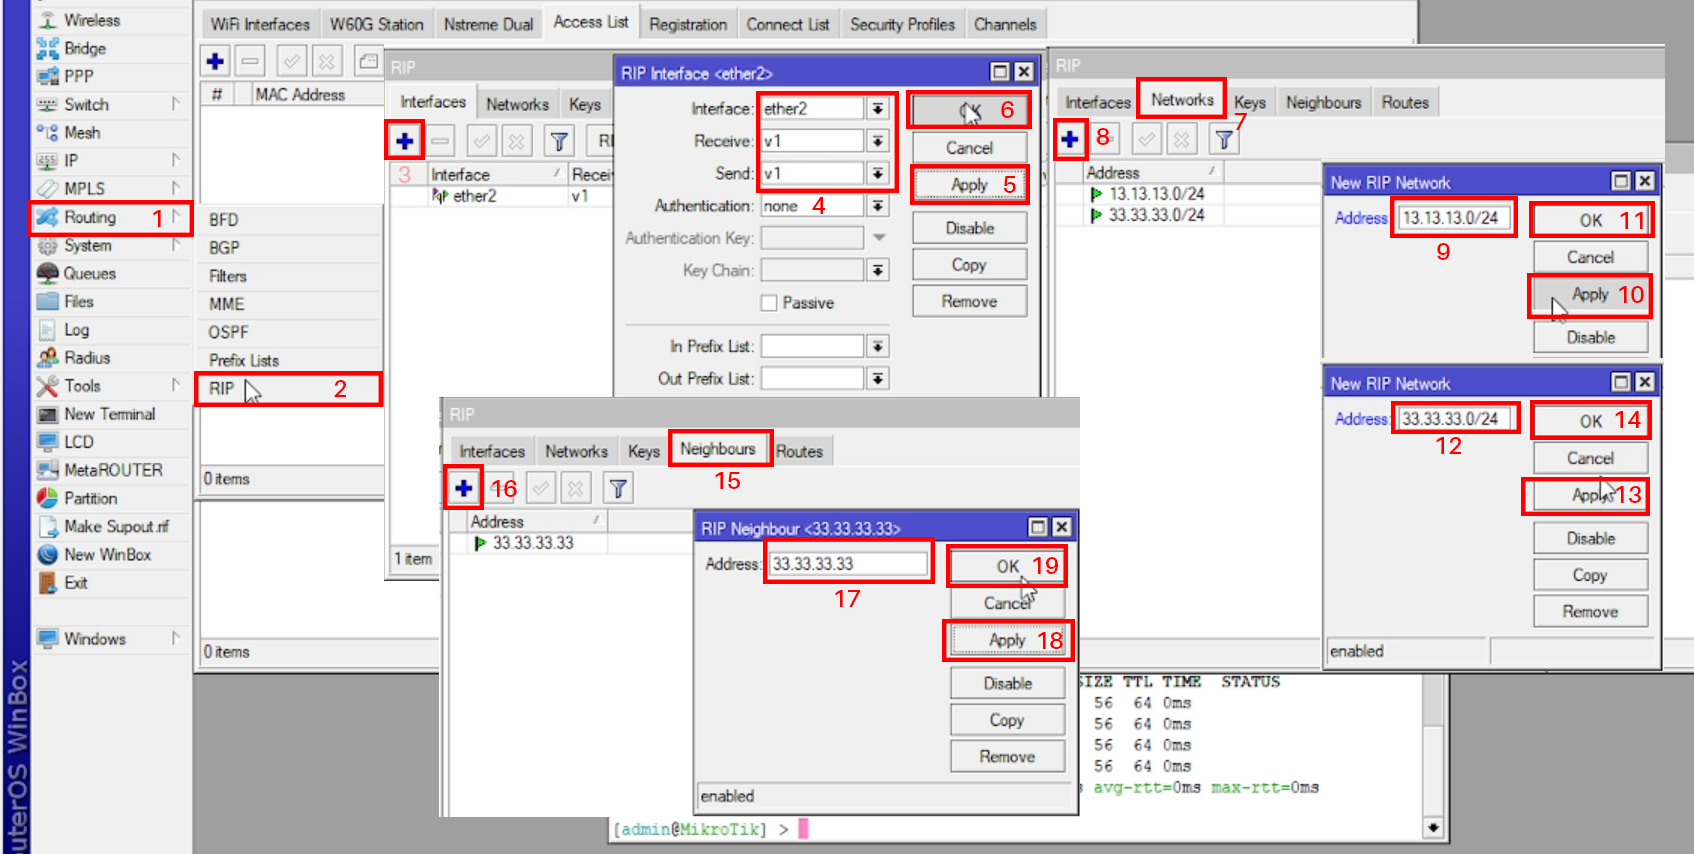 Wireless
Bridge
PPP
Switch
Mesh
IP
MPLS
Routing 1
System
Queues
Files
Log
Radius
Tools
New Terminal
LCD
MetaROUTER
Partition
Make Supout.rif
New WinBox
Exit
Windows
outerOS WinBox
BFD
BGP
Filters
MME
OSPF
Prefix Lists
RIP 2
WiFi Interfaces W60G Station Nstreme Dual Access List Registration Connect List Security Profiles Channels
# MAC Address
0 items
0 items
RIP
Interfaces Networks Keys
3 Interface Recei
ether2 v1
1 item
RIP Interface <ether2>
Interface: ether2
Receive: v1
Send: v1
Authentication: none 4
Authentication Key:
Key Chain:
Passive
In Prefix List:
Out Prefix List:
OK 6
Cancel
Apply 5
Disable
Copy
Remove
RIP
Interfaces Networks Keys Neighbours Routes
8 7
Address
13.13.13.0/24
33.33.33.0/24
New RIP Network
Address: 13.13.13.0/24
9
OK 11
Cancel
Apply 10
Disable
New RIP Network
Address: 33.33.33.0/24
12
OK 14
Cancel
Apply 13
Disable
Copy
Remove
enabled
RIP
Interfaces Networks Keys Neighbours Routes
16 15
Address
33.33.33.33
RIP Neighbour <33.33.33.33>
Address: 33.33.33.33
17
OK 19
Cancel
Apply 18
Disable
Copy
Remove
enabled
SIZE TTL TIME STATUS
56 64 0ms
56 64 0ms
56 64 0ms
56 64 0ms
avg-rtt=0ms max-rtt=0ms
[admin@MikroTik] >